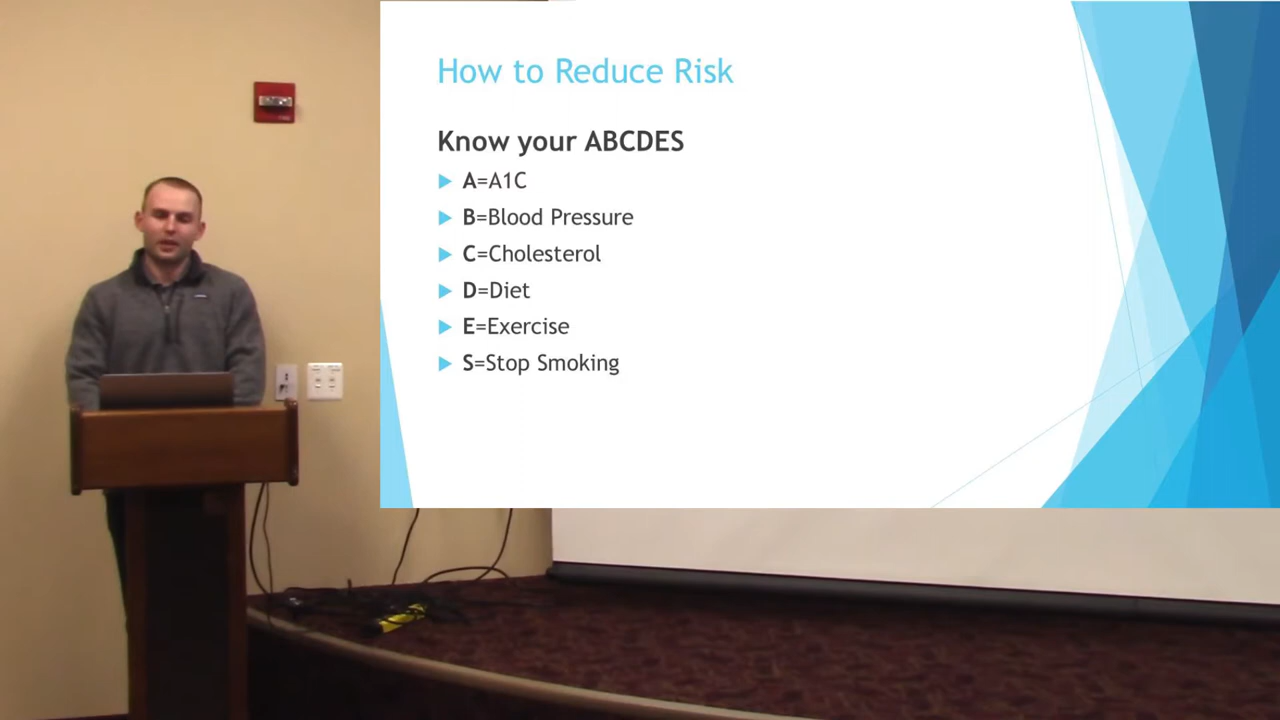 How to Reduce Risk
Know your ABCDES
A=A1C
B=Blood Pressure
C=Cholesterol
D=Diet
E=Exercise
S=Stop Smoking